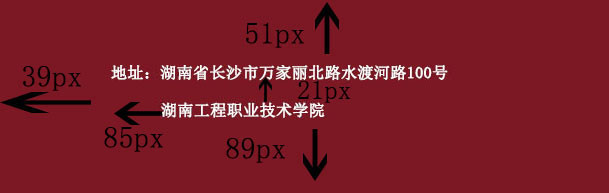 51px
地址：湖南省长沙市万家丽北路水渡河路100号
39px
21px
湖南工程职业技术学院
85px
89px